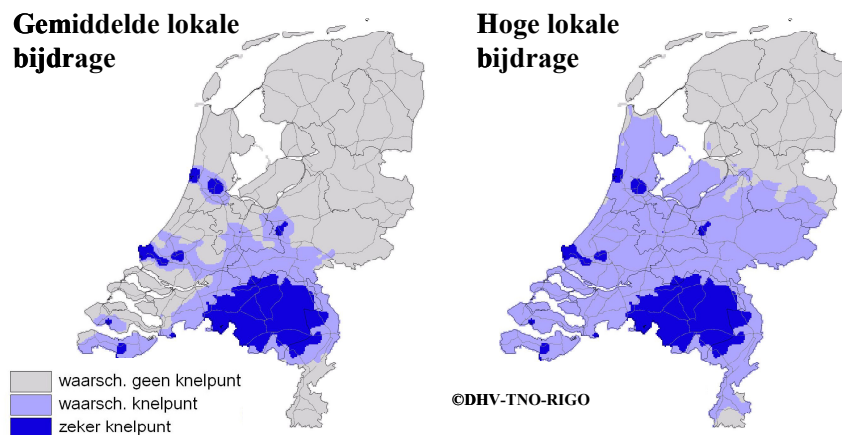 Gemiddelde lokale
bijdrage
Hoge lokale
bijdrage
waarsch. geen knelpunt
waarsch. knelpunt
zeker knelpunt
©DHV-TNO-RIGO